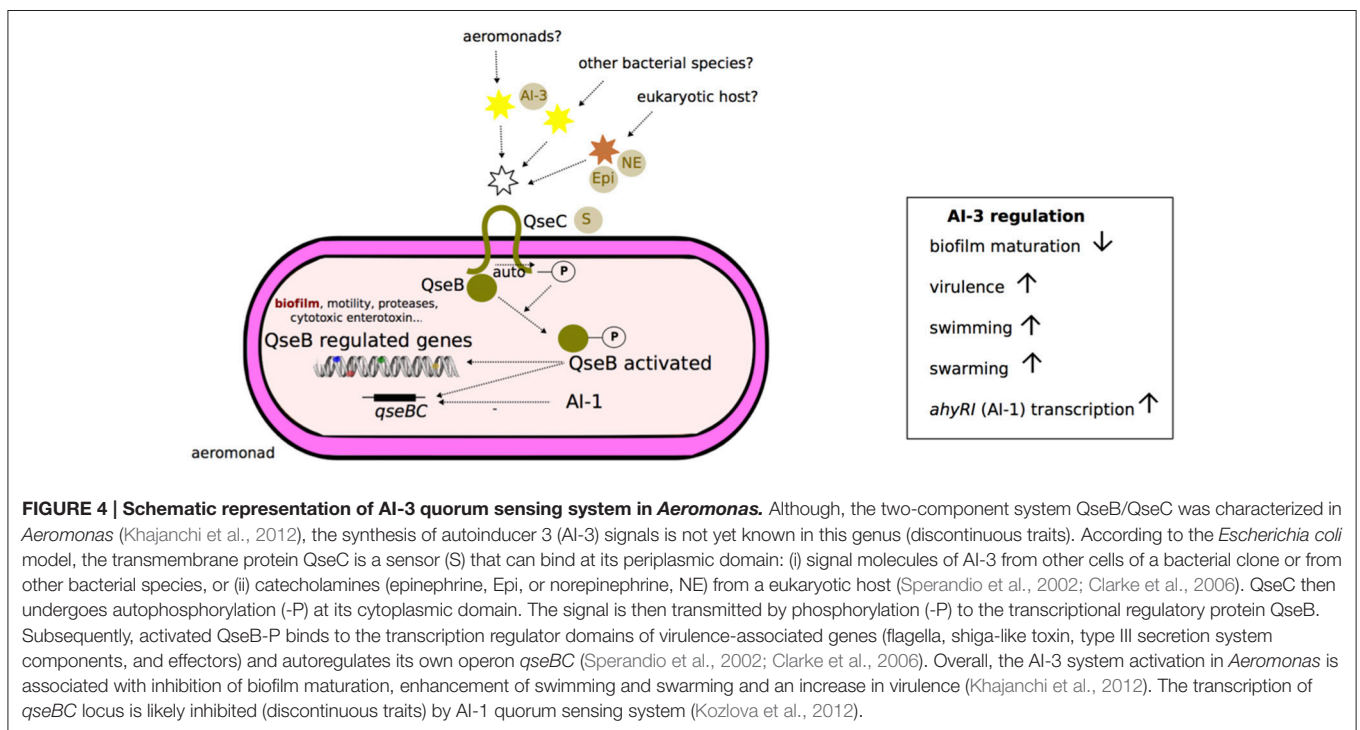 aeromonads?
other bacterial species?
AI-3
eukaryotic host?
NE
Epi
QseC
S
auto
P
QseB
biofilm, motility, proteases,
cytotoxic enterotoxin...
QseB regulated genes
P
QseB activated
qseBC
-
AI-1
aeromonad
AI-3 regulation
biofilm maturation ↓
virulence ↑
swimming ↑
swarming ↑
ahyRI (AI-1) transcription ↑
FIGURE 4 | Schematic representation of AI-3 quorum sensing system in Aeromonas. Although, the two-component system QseB/QseC was characterized in
Aeromonas (Khajanchi et al., 2012), the synthesis of autoinducer 3 (AI-3) signals is not yet known in this genus (discontinuous traits). According to the Escherichia coli
model, the transmembrane protein QseC is a sensor (S) that can bind at its periplasmic domain: (i) signal molecules of AI-3 from other cells of a bacterial clone or from
other bacterial species, or (ii) catecholamines (epinephrine, Epi, or norepinephrine, NE) from a eukaryotic host (Sperandio et al., 2002; Clarke et al., 2006). QseC then
undergoes autophosphorylation (-P) at its cytoplasmic domain. The signal is then transmitted by phosphorylation (-P) to the transcriptional regulatory protein QseB.
Subsequently, activated QseB-P binds to the transcription regulator domains of virulence-associated genes (flagella, shiga-like toxin, type III secretion system
components, and effectors) and autoregulates its own operon qseBC (Sperandio et al., 2002; Clarke et al., 2006). Overall, the AI-3 system activation in Aeromonas is
associated with inhibition of biofilm maturation, enhancement of swimming and swarming and an increase in virulence (Khajanchi et al., 2012). The transcription of
qseBC locus is likely inhibited (discontinuous traits) by AI-1 quorum sensing system (Kozlova et al., 2012).